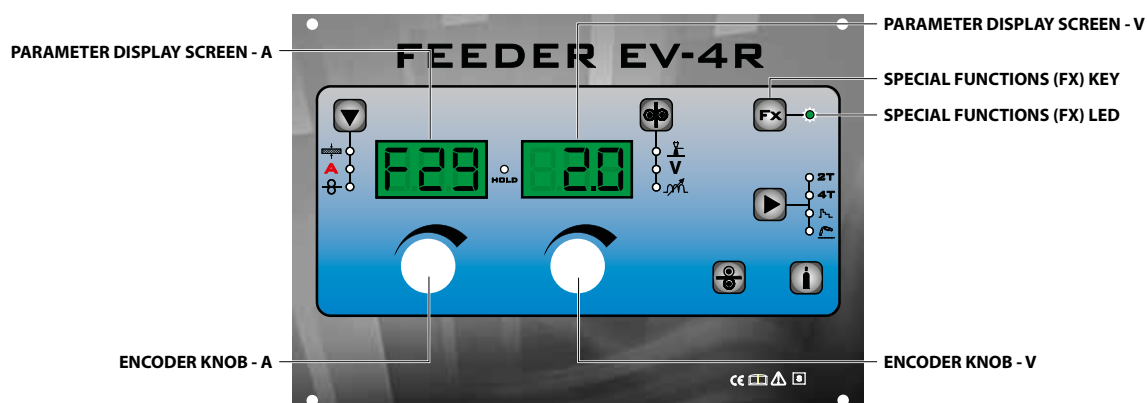 PARAMETER DISPLAY SCREEN - V
PARAMETER DISPLAY SCREEN - A
FEEDER EV-4R
SPECIAL FUNCTIONS (FX) KEY
FX
SPECIAL FUNCTIONS (FX) LED
F29
HOLD
2.0
A
V
2T
4T
ENCODER KNOB - A
ENCODER KNOB - V
CE